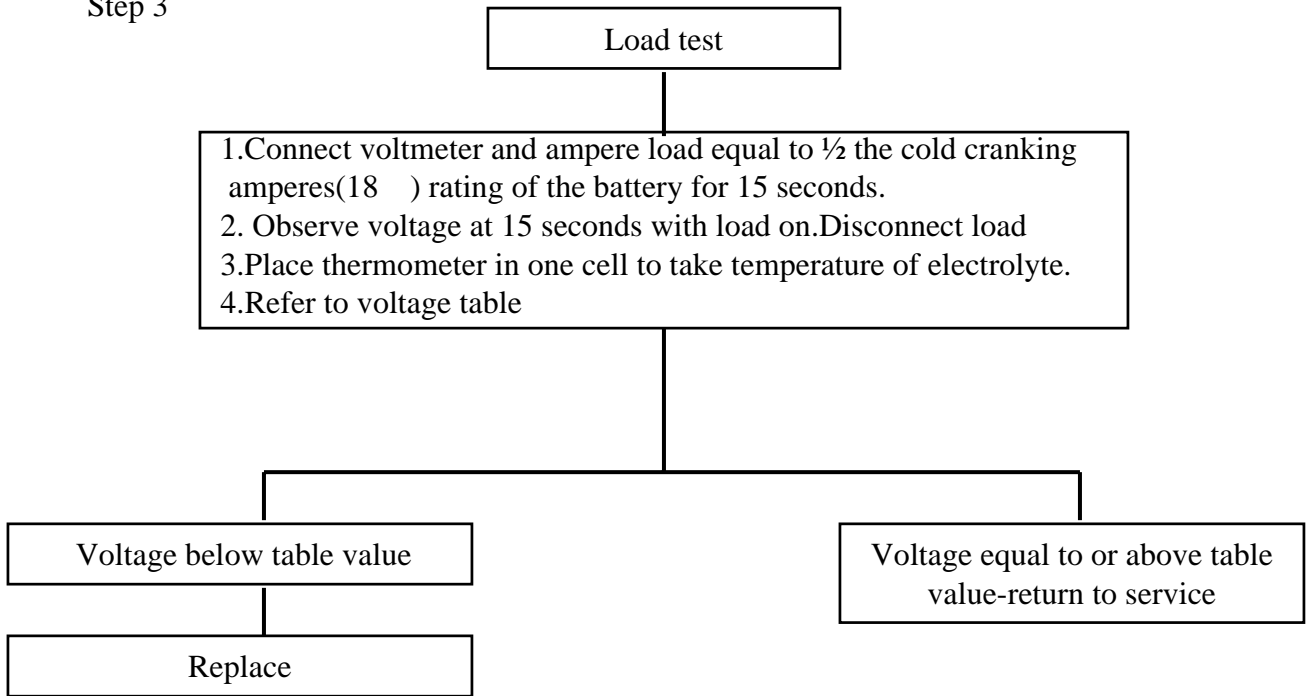 Step 3
Load test
1.Connect voltmeter and ampere load equal to ½ the cold cranking
amperes(18   ) rating of the battery for 15 seconds.
2. Observe voltage at 15 seconds with load on.Disconnect load
3.Place thermometer in one cell to take temperature of electrolyte.
4.Refer to voltage table
Voltage below table value
Voltage equal to or above table
value-return to service
Replace